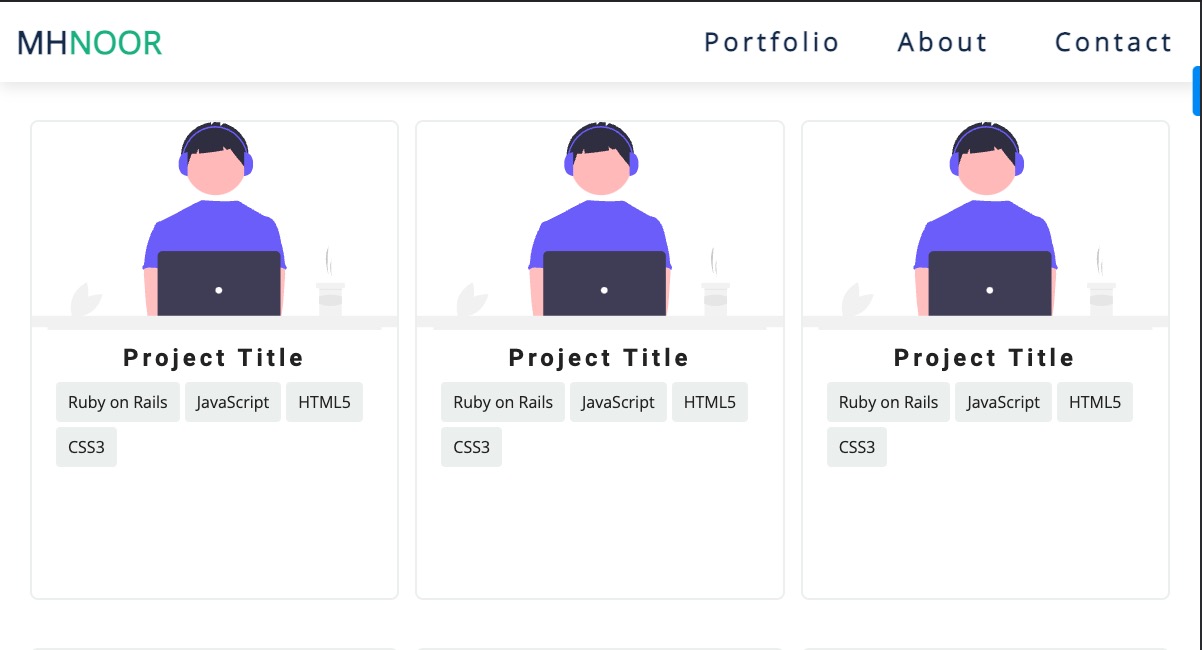 MHNOOR Portfolio About Contact
Project Title Project Title Project Title
Ruby on Rails JavaScript HTML5 Ruby on Rails JavaScript HTML5 Ruby on Rails JavaScript HTML5
CSS3 CSS3 CSS3